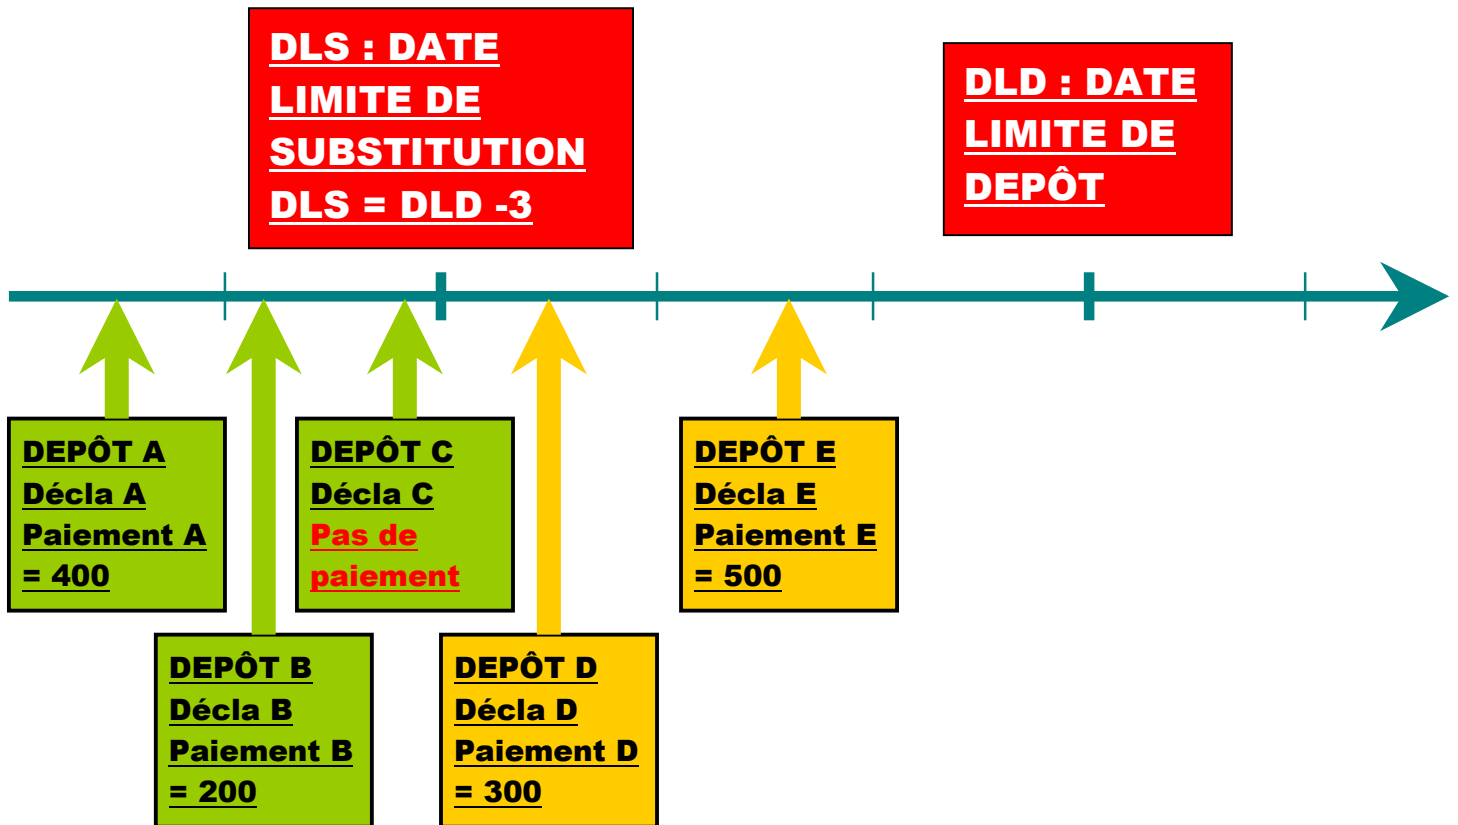 DLS : DATE
LIMITE DE
SUBSTITUTION
DLS = DLD -3
DLD : DATE
LIMITE DE
DEPÔT
DEPÔT A
Décla A
Paiement A
= 400
DEPÔT B
Décla B
Paiement B
= 200
DEPÔT C
Décla C
Pas de
paiement
DEPÔT D
Décla D
Paiement D
= 300
DEPÔT E
Décla E
Paiement E
= 500